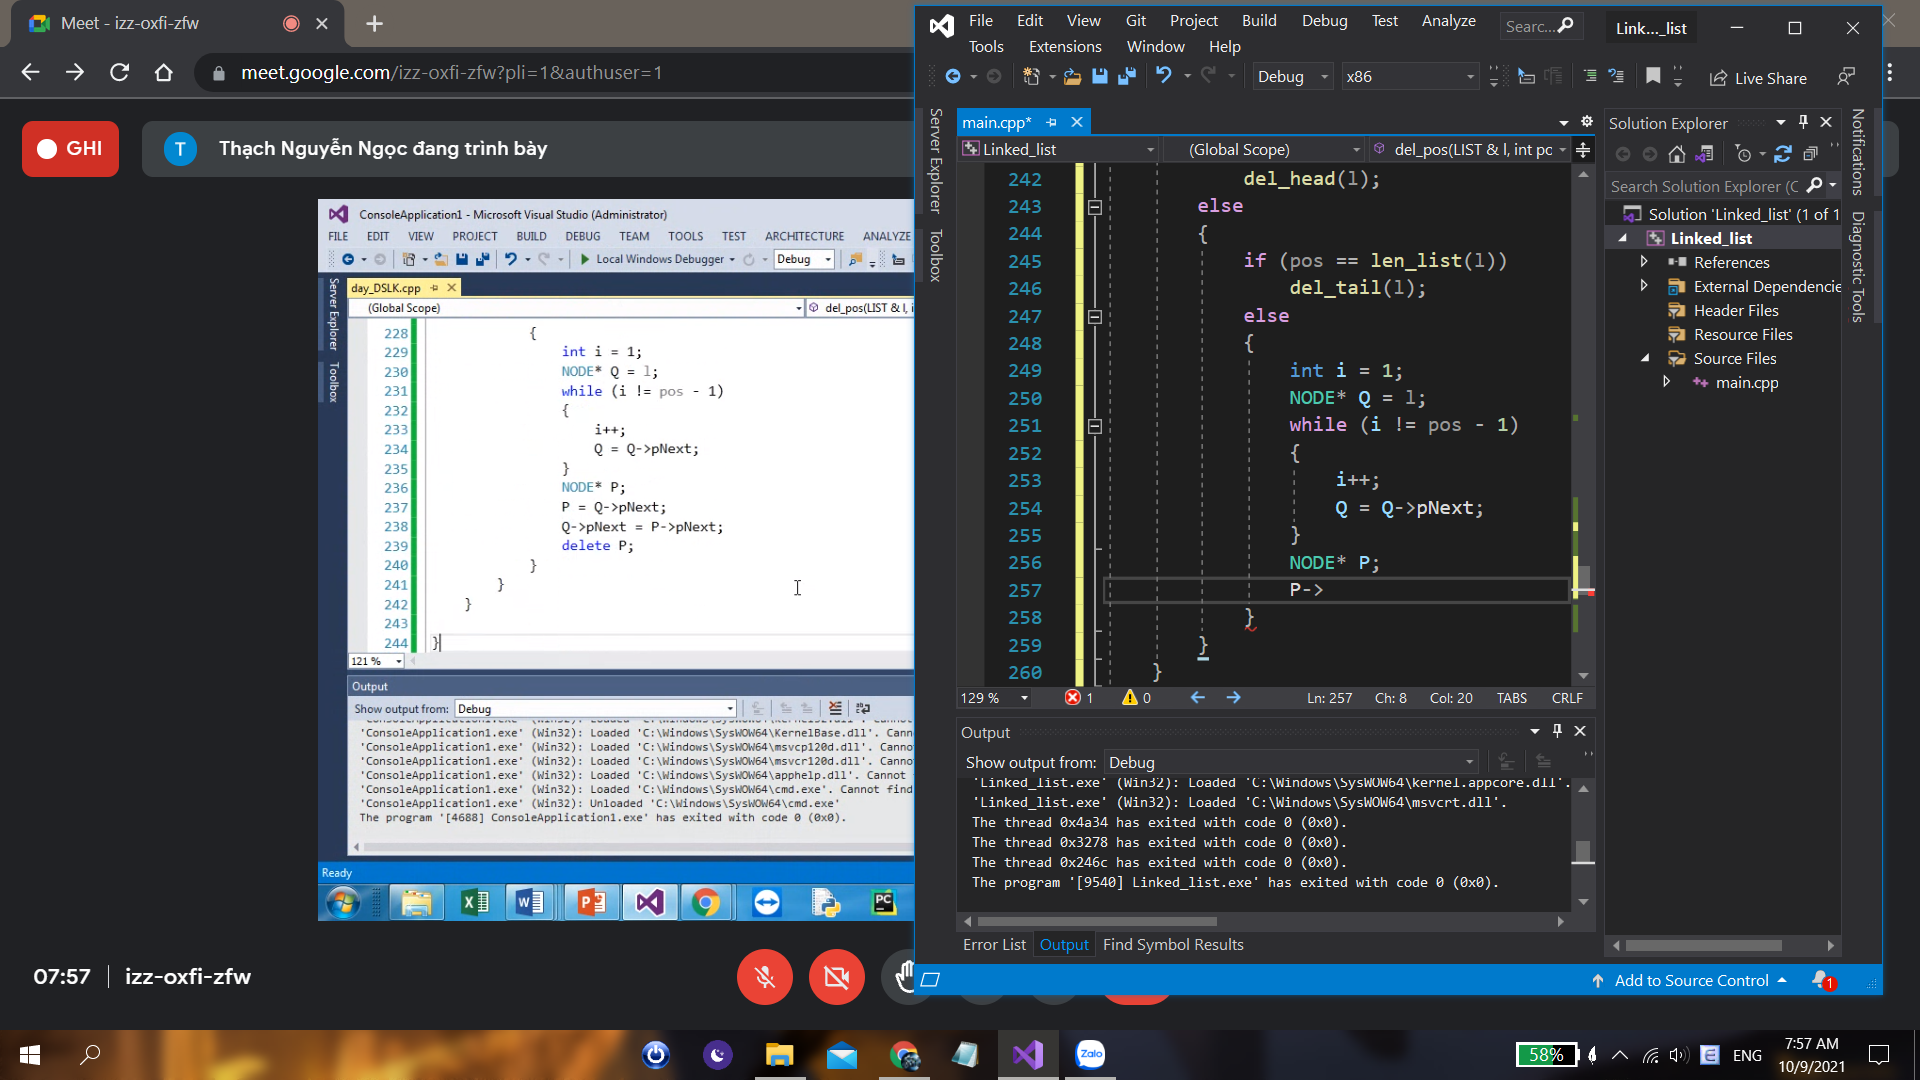 Meet - izz-oxfi-zfw
meet.google.com/izz-oxfi-zfw?pli=1&authuser=1
GHI
T
Thạch Nguyễn Ngọc đang trình bày
ConsoleApplication1 - Microsoft Visual Studio (Administrator)
FILE EDIT VIEW PROJECT BUILD DEBUG TEAM TOOLS TEST ARCHITECTURE ANALYZE
Local Windows Debugger Debug
Server Explorer
Toolbox
day_DSLK.cpp
(Global Scope) del_pos(LIST & l, i
228 {
229 int i = 1;
230 NODE* Q = l;
231 while (i != pos - 1)
232 {
233 i++;
234 Q = Q->pNext;
235 }
236 NODE* P;
237 P = Q->pNext;
238 Q->pNext = P->pNext;
239 delete P;
240 }
241 }
242 }
243
244 }
121 %
Output
Show output from: Debug
'ConsoleApplication1.exe' (Win32): Loaded 'C:\Windows\SysWOW64\KernelBase.dll'. Canno
'ConsoleApplication1.exe' (Win32): Loaded 'C:\Windows\SysWOW64\msvcp120d.dll'. Canno
'ConsoleApplication1.exe' (Win32): Loaded 'C:\Windows\SysWOW64\msvcr120d.dll'. Canno
'ConsoleApplication1.exe' (Win32): Loaded 'C:\Windows\SysWOW64\apphelp.dll'. Cannot
'ConsoleApplication1.exe' (Win32): Loaded 'C:\Windows\SysWOW64\cmd.exe'. Cannot find
'ConsoleApplication1.exe' (Win32): Unloaded 'C:\Windows\SysWOW64\cmd.exe'
The program '[4688] ConsoleApplication1.exe' has exited with code 0 (0x0).
Ready
07:57 izz-oxfi-zfw
File Edit View Git Project Build Debug Test Analyze
Searc...
Link..._list
Tools Extensions Window Help
Debug x86
Live Share
Server Explorer
Toolbox
main.cpp*
Linked_list (Global Scope) del_pos(LIST & l, int po
242 del_head(l);
243 else
244 {
245 if (pos == len_list(l))
246 del_tail(l);
247 else
248 {
249 int i = 1;
250 NODE* Q = l;
251 while (i != pos - 1)
252 {
253 i++;
254 Q = Q->pNext;
255 }
256 NODE* P;
257 P->
258 }
259 }
260 }
129 % 1 0 Ln: 257 Ch: 8 Col: 20 TABS CRLF
Output
Show output from: Debug
'Linked_list.exe' (Win32): Loaded 'C:\Windows\SysWOW64\kernel.appcore.dll'.
'Linked_list.exe' (Win32): Loaded 'C:\Windows\SysWOW64\msvcrt.dll'.
The thread 0x4a34 has exited with code 0 (0x0).
The thread 0x3278 has exited with code 0 (0x0).
The thread 0x246c has exited with code 0 (0x0).
The program '[9540] Linked_list.exe' has exited with code 0 (0x0).
Error List Output Find Symbol Results
Solution Explorer
Search Solution Explorer (C
Solution 'Linked_list' (1 of 1
Linked_list
References
External Dependencie
Header Files
Resource Files
Source Files
main.cpp
Notifications
Diagnostic Tools
Add to Source Control
1
PC
Zalo
58%
ENG
7:57 AM
10/9/2021